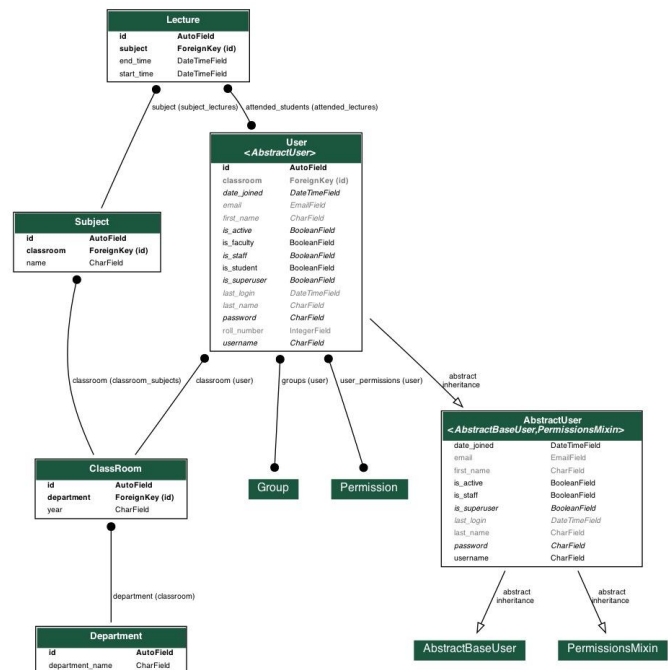 Lecture
id AutoField
subject ForeignKey (id)
end_time DateTimeField
start_time DateTimeField
subject (subject_lectures) attended_students (attended_lectures)
User
<AbstractUser>
id AutoField
classroom ForeignKey (id)
date_joined DateTimeField
email EmailField
first_name CharField
is_active BooleanField
is_faculty BooleanField
is_staff BooleanField
is_student BooleanField
is_superuser BooleanField
last_login DateTimeField
last_name CharField
password CharField
roll_number IntegerField
username CharField
Subject
id AutoField
classroom ForeignKey (id)
name CharField
classroom (classroom_subjects)
classroom (user)
groups (user)
user_permissions (user)
abstract
inheritance
AbstractUser
<AbstractBaseUser,PermissionsMixin>
date_joined DateTimeField
email EmailField
first_name CharField
is_active BooleanField
is_staff BooleanField
is_superuser BooleanField
last_login DateTimeField
last_name CharField
password CharField
username CharField
ClassRoom
id AutoField
department ForeignKey (id)
year CharField
Group
Permission
department (classroom)
abstract
inheritance
abstract
inheritance
Department
id AutoField
department_name CharField
AbstractBaseUser
PermissionsMixin